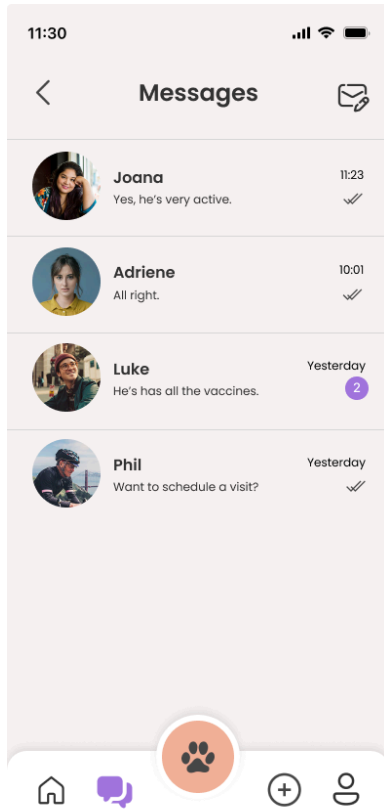 11:30
Messages
Joana
11:23
Yes, he's very active.
Adriene
10:01
All right.
Luke
Yesterday
He's has all the vaccines.
2
Phil
Yesterday
Want to schedule a visit?